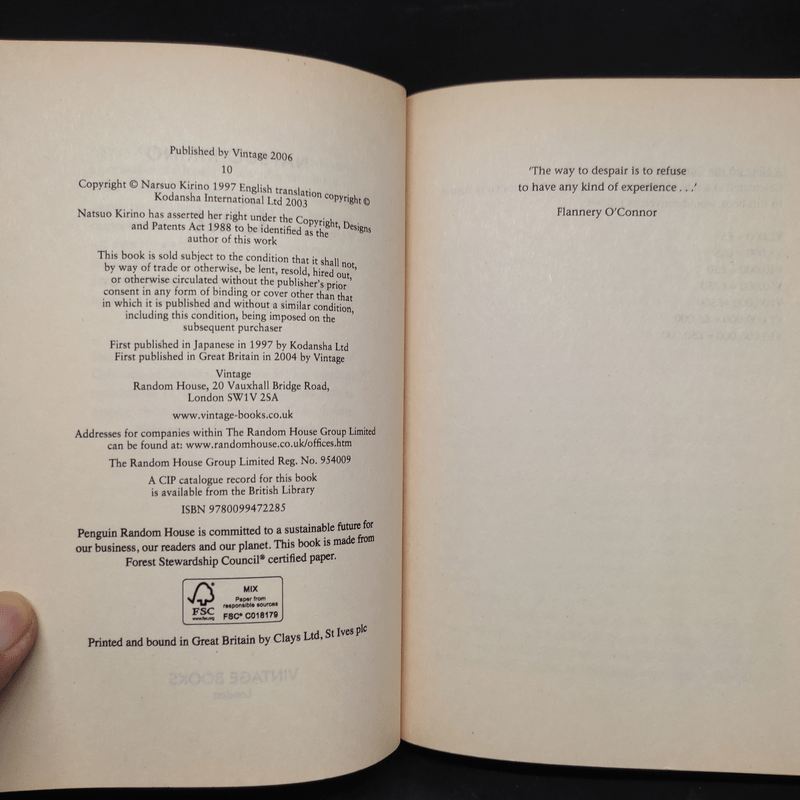 Published by Vintage 2006
10
Copyright © Narsuo Kirino 1997 English translation copyright ©
Kodansha International Ltd 2003
Natsuo Kirino has asserted her right under the Copyright, Designs
and Patents Act 1988 to be identified as the
author of this work
This book is sold subject to the condition that it shall not,
by way of trade or otherwise, be lent, resold, hired out,
or otherwise circulated without the publisher's prior
consent in any form of binding or cover other than that
in which it is published and without a similar condition,
including this condition, being imposed on the
subsequent purchaser
First published in Japanese in 1997 by Kodansha Ltd
First published in Great Britain in 2004 by Vintage
Vintage
Random House, 20 Vauxhall Bridge Road,
London SW1V 2SA
www.vintage-books.co.uk
Addresses for companies within The Random House Group Limited
can be found at: www.randomhouse.co.uk/offices.htm
The Random House Group Limited Reg. No. 954009
A CIP catalogue record for this book
is available from the British Library
ISBN 9780099472285
Penguin Random House is committed to a sustainable future for
our business, our readers and our planet. This book is made from
Forest Stewardship Council® certified paper.
FSC
www.fsc.org
MIX
Paper from
responsible sources
FSC® C018179
Printed and bound in Great Britain by Clays Ltd, St Ives plc
VINTAGE BOOKS
London
'The way to despair is to refuse
to have any kind of experience . . .'
Flannery O'Connor